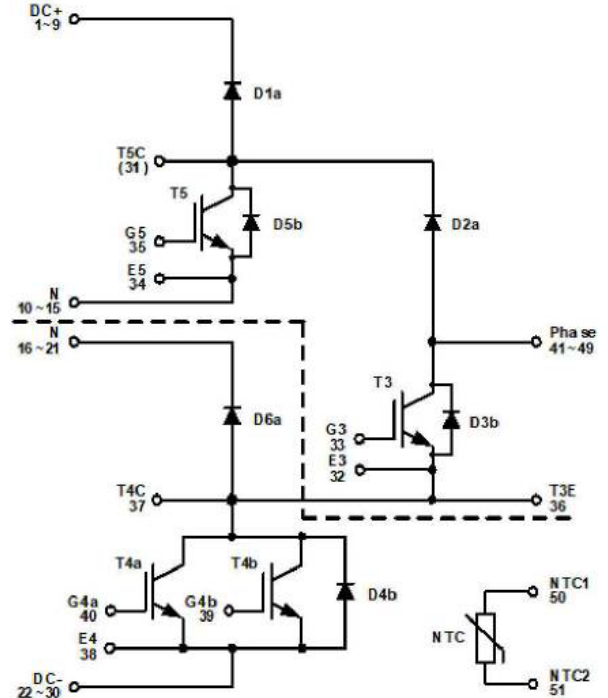 DC+
1~9
D1a
T5C
(31)
T5
D5b
D2a
G5
35
E5
34
N
10~15
N
16~21
Phase
41~49
T3
D6a
D3b
G3
33
E3
32
T4C
37
T3E
36
T4a
T4b
G4a
40
G4b
39
D4b
E4
38
NTC1
50
NTC
DC-
22~30
NTC2
51